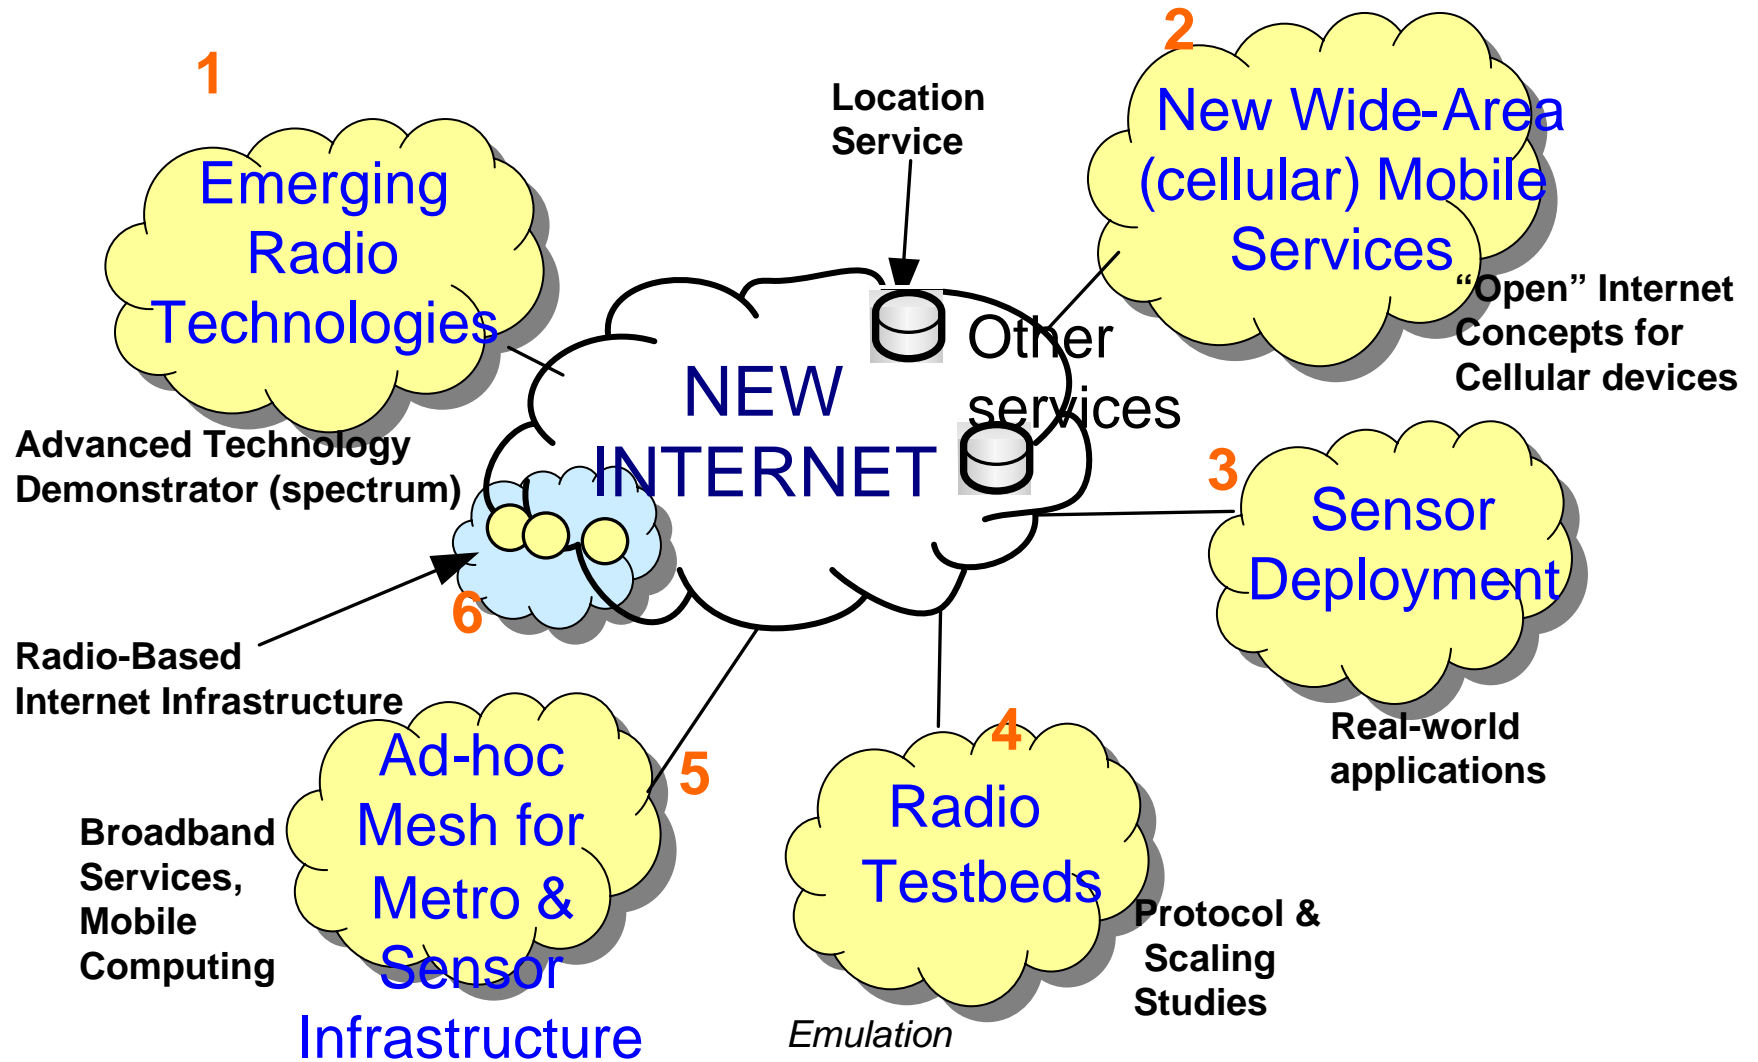 1
Emerging
Radio
Technologies
Advanced Technology
Demonstrator (spectrum)
2
New Wide-Area
(cellular) Mobile
Services
“Open” Internet
Concepts for
Cellular devices
Location
Service
Other
services
NEW
INTERNET
3
Sensor
Deployment
Real-world
applications
6
Radio-Based
Internet Infrastructure
5
Ad-hoc
Mesh for
Metro &
Sensor
Infrastructure
Broadband
Services,
Mobile
Computing
4
Radio
Testbeds
Protocol &
Scaling
Studies
Emulation